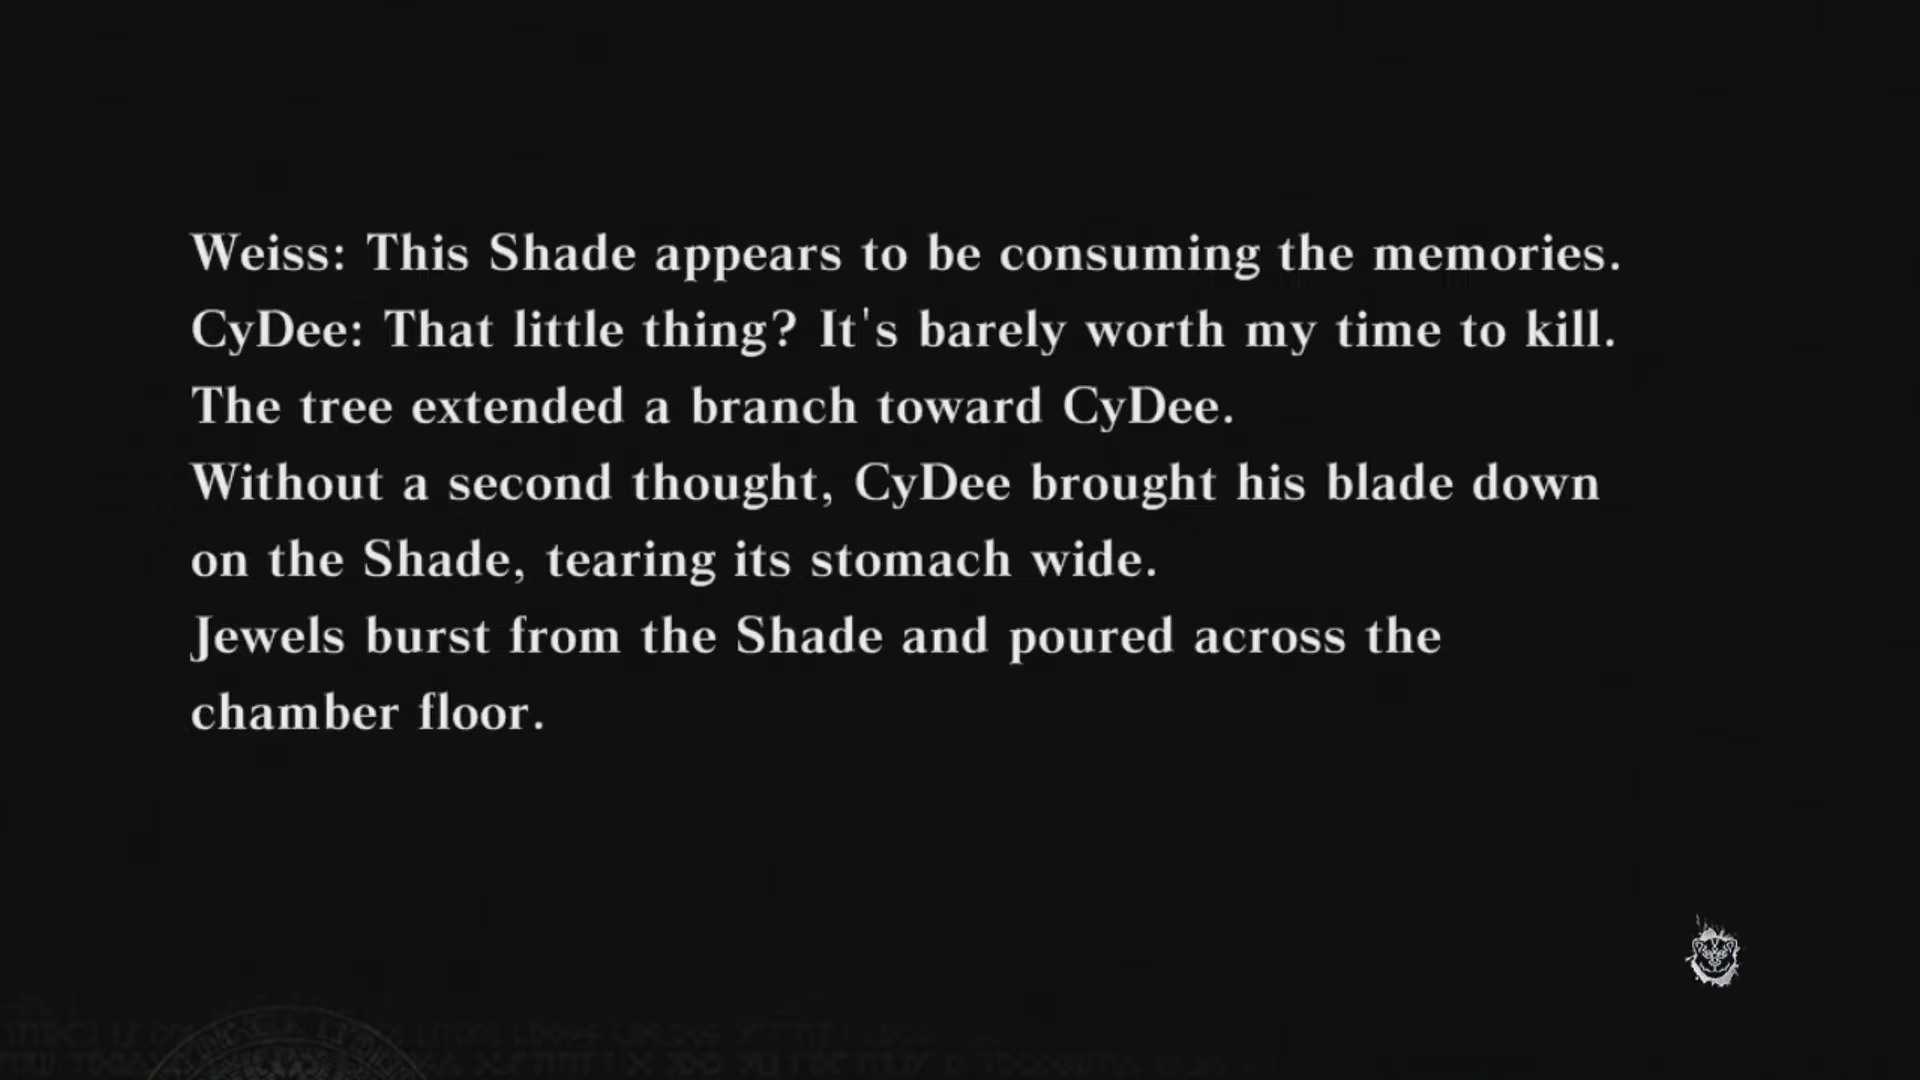 Weiss: This Shade appears to be consuming the memories.
CyDee: That little thing? It's barely worth my time to kill.
The tree extended a branch toward CyDee.
Without a second thought, CyDee brought his blade down
on the Shade, tearing its stomach wide.
Jewels burst from the Shade and poured across the
chamber floor.